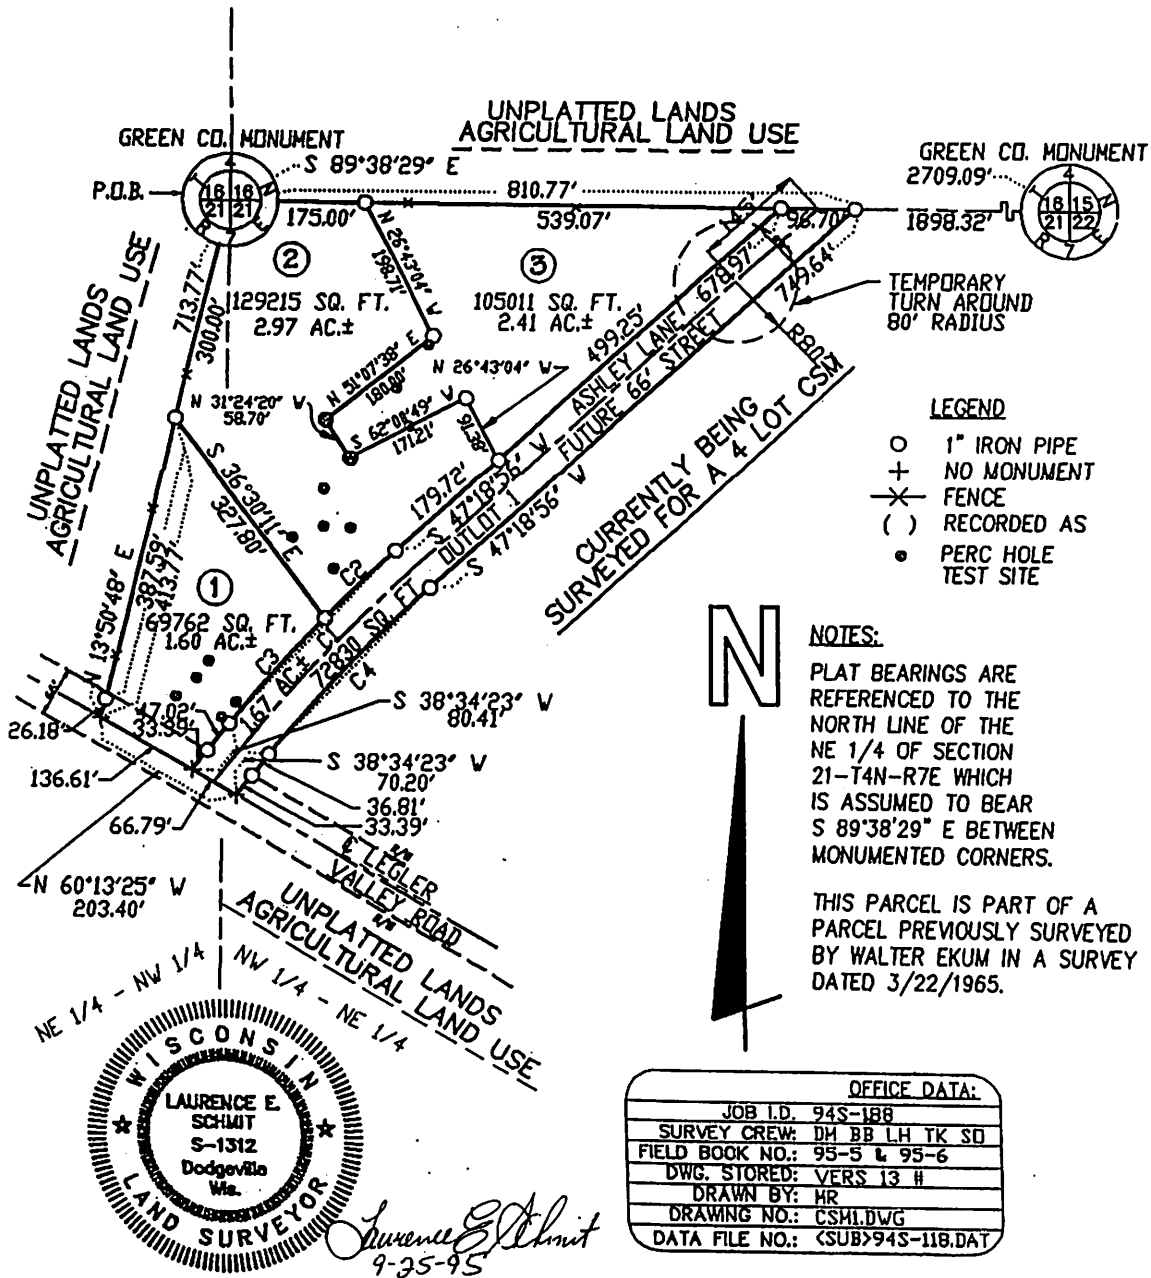 UNPLATTED LANDS
AGRICULTURAL LAND USE
GREEN CO. MONUMENT
S 89°38'29" E
P.O.B.
4
16 16
21 21
N
E
7
R
810.77'
175.00'
539.07'
96.70'
1898.32'
GREEN CO. MONUMENT
2709.09'
4
16 15
21 22
N
E
7
R
145'
TEMPORARY
TURN AROUND
80' RADIUS
N 26°43'04" W
198.71'
2
129215 SQ. FT.
2.97 AC.±
3
105011 SQ. FT.
2.41 AC.±
713.77'
300.00'
UNPLATTED LANDS
AGRICULTURAL LAND USE
678.97'
749.64'
499.25'
ASHLEY LANE
FUTURE 66' STREET
N 51°07'38" E
180.80'
N 26°43'04" W
91.38'
N 31°24'20" W
58.70'
S 62°08'49" W
171.21'
179.72'
S 47°18'56" W
OUTLOT 1
S 47°18'56" W
CURRENTLY BEING
SURVEYED FOR A 4 LOT CSM
S 36°30'11" E
327.80'
N 13°50'48" E
387.59'
413.77'
1
69762 SQ. FT.
1.60 AC.±
C2
C3
C4
1.67 AC.±
72830 SQ FT
47.02'
33.99'
26.18'
136.61'
66.79'
S 38°34'23" W
80.41'
S 38°34'23" W
70.20'
36.81'
33.39'
N 60°13'25" W
203.40'
R/W
℄ LEGLER
VALLEY ROAD
R/W
UNPLATTED LANDS
AGRICULTURAL LAND USE
NE 1/4 - NW 1/4
NW 1/4 - NE 1/4
LEGEND
1" IRON PIPE
NO MONUMENT
FENCE
( ) RECORDED AS
PERC HOLE
TEST SITE
N
NOTES:
PLAT BEARINGS ARE
REFERENCED TO THE
NORTH LINE OF THE
NE 1/4 OF SECTION
21-T4N-R7E WHICH
IS ASSUMED TO BEAR
S 89°38'29" E BETWEEN
MONUMENTED CORNERS.
THIS PARCEL IS PART OF A
PARCEL PREVIOUSLY SURVEYED
BY WALTER EKUM IN A SURVEY
DATED 3/22/1965.
WISCONSIN
LAURENCE E.
SCHMIT
S-1312
Dodgeville
Wis.
LAND SURVEYOR
Laurence E Schmit
9-25-95
OFFICE DATA:
JOB I.D. 94S-188
SURVEY CREW: DM BB LH TK SD
FIELD BOOK NO.: 95-5 & 95-6
DWG. STORED: VERS 13 #
DRAWN BY: MR
DRAWING NO.: CSM1.DWG
DATA FILE NO.: <SUB>94S-118.DAT